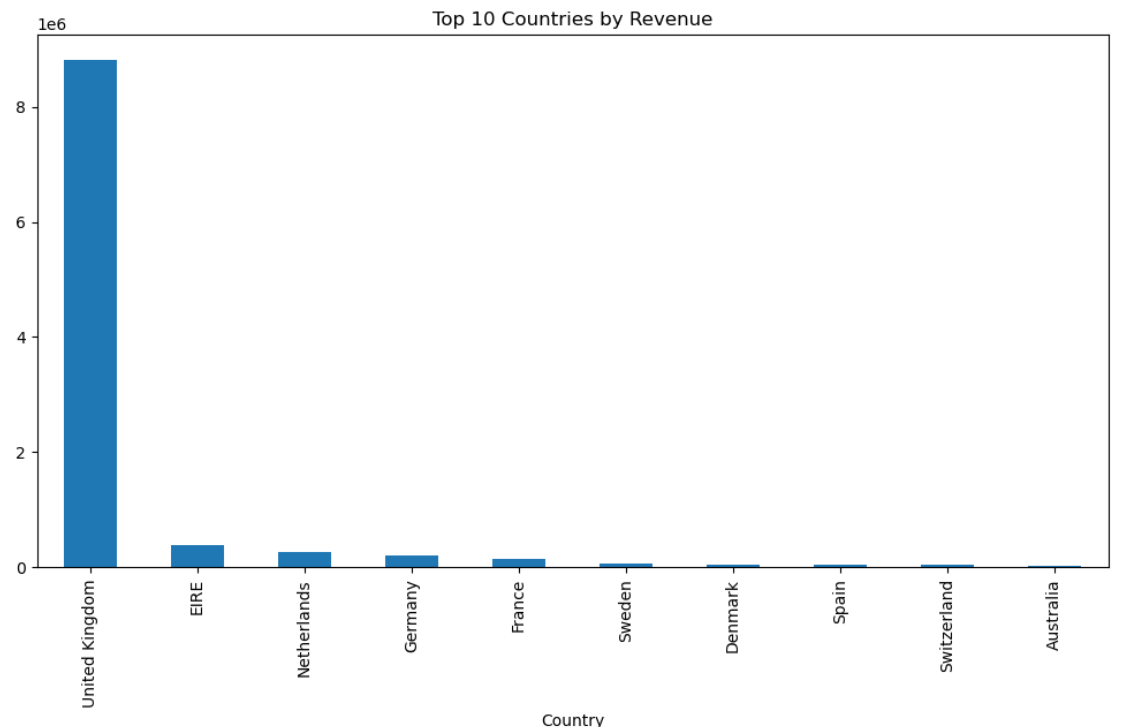 Top 10 Countries by Revenue
1e6
8
6
4
2
0
United Kingdom
EIRE
Netherlands
Germany
France
Sweden
Denmark
Spain
Switzerland
Australia
Country